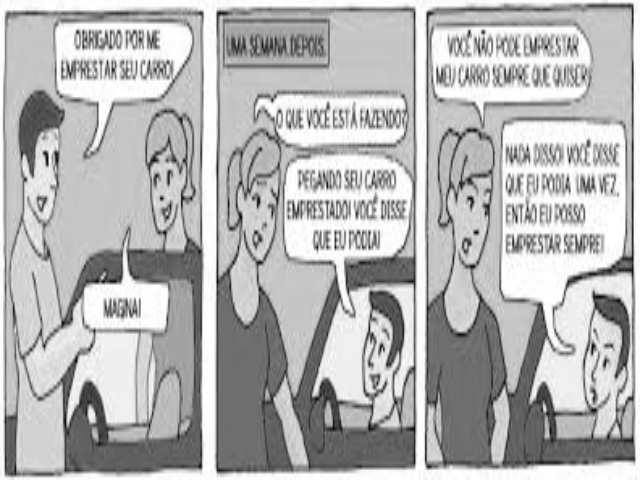 OBRIGADO POR ME
EMPRESTAR SEU CARRO!
MAGINA!
UMA SEMANA DEPOIS.
O QUE VOCÊ ESTÁ FAZENDO?
PEGANDO SEU CARRO
EMPRESTADO! VOCÊ DISSE
QUE EU PODIA!
VOCÊ NÃO PODE EMPRESTAR
MEU CARRO SEMPRE QUE QUISER!
NADA DISSO! VOCÊ DISSE
QUE EU PODIA UMA VEZ,
ENTÃO EU POSSO
EMPRESTAR SEMPRE!